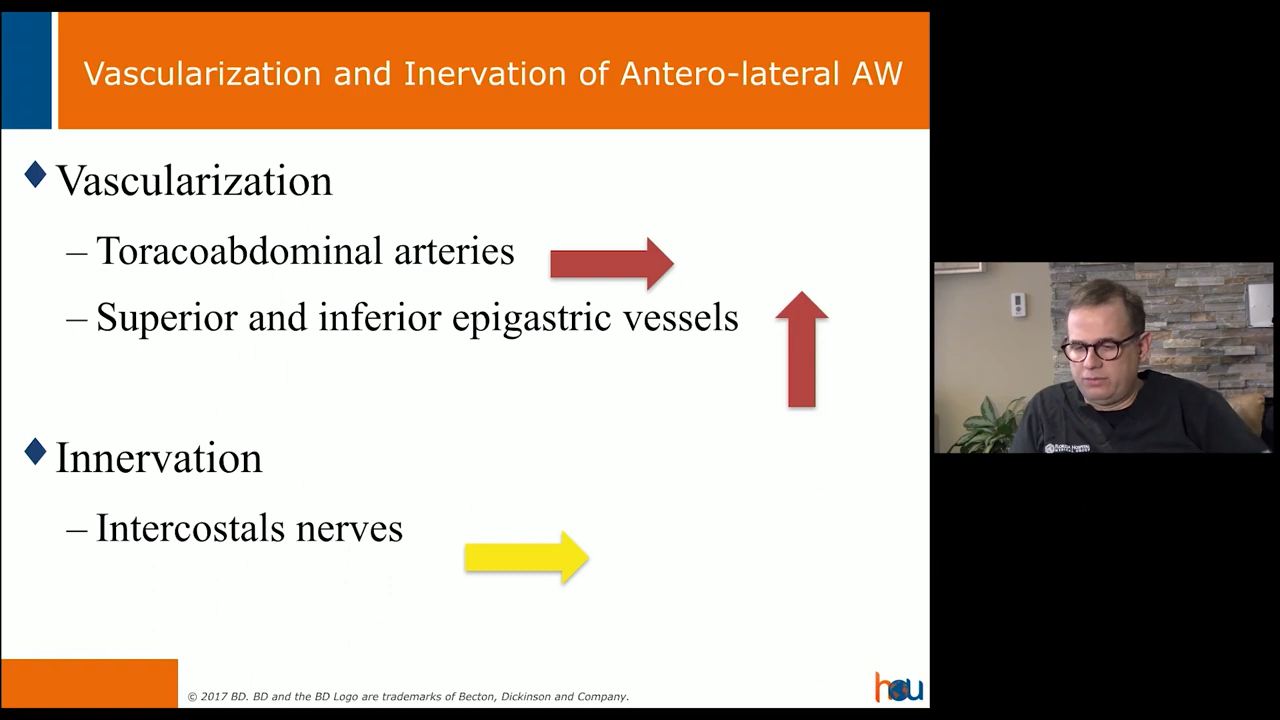 Vascularization and Inervation of Antero-lateral AW
Vascularization
– Toracoabdominal arteries
– Superior and inferior epigastric vessels
Innervation
– Intercostals nerves
© 2017 BD. BD and the BD Logo are trademarks of Becton, Dickinson and Company.
hou